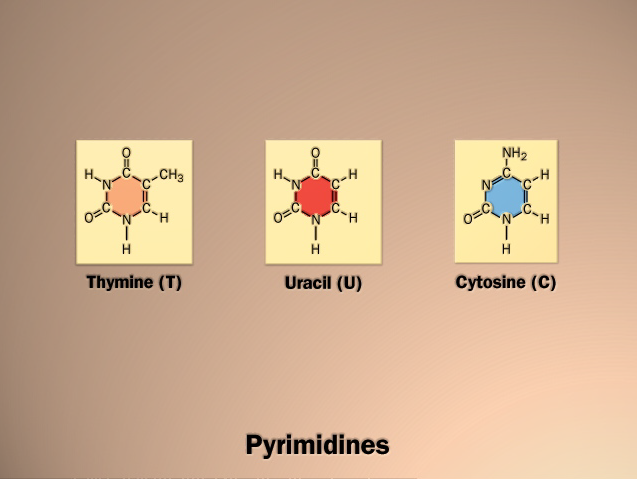 O
H N C C CH₃
O C N C H
H
O
H N C C H
O C N C H
H
NH₂
N C C H
O C N C H
H
Thymine (T)
Uracil (U)
Cytosine (C)
Pyrimidines